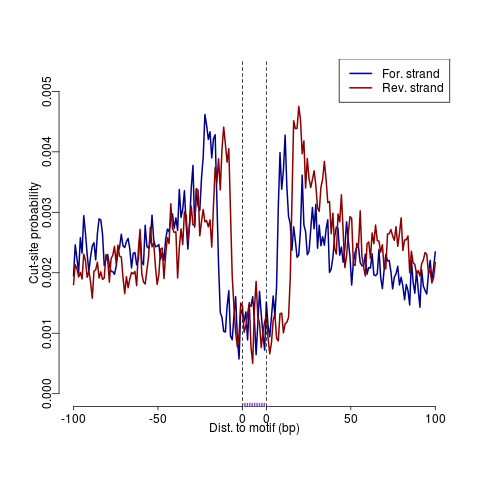 For. strand
Rev. strand
Cut-site probability
0.005
0.004
0.003
0.002
0.001
0.000
-100 -50 0 0 50 100
Dist. to motif (bp)